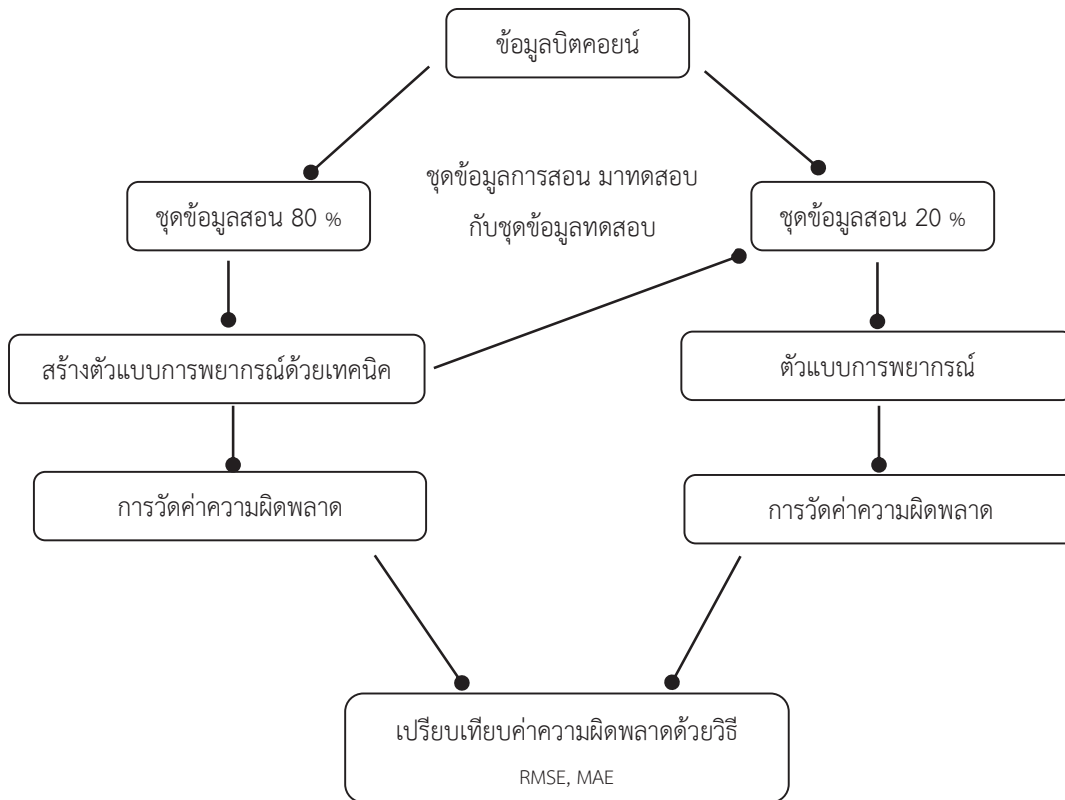 ข้อมูลบิตคอยน์
ชุดข้อมูลการสอน มาทดสอบ
กับชุดข้อมูลทดสอบ
ชุดข้อมูลสอน 80 %
ชุดข้อมูลสอน 20 %
สร้างตัวแบบการพยากรณ์ด้วยเทคนิค
ตัวแบบการพยากรณ์
การวัดค่าความผิดพลาด
การวัดค่าความผิดพลาด
เปรียบเทียบค่าความผิดพลาดด้วยวิธี
RMSE, MAE